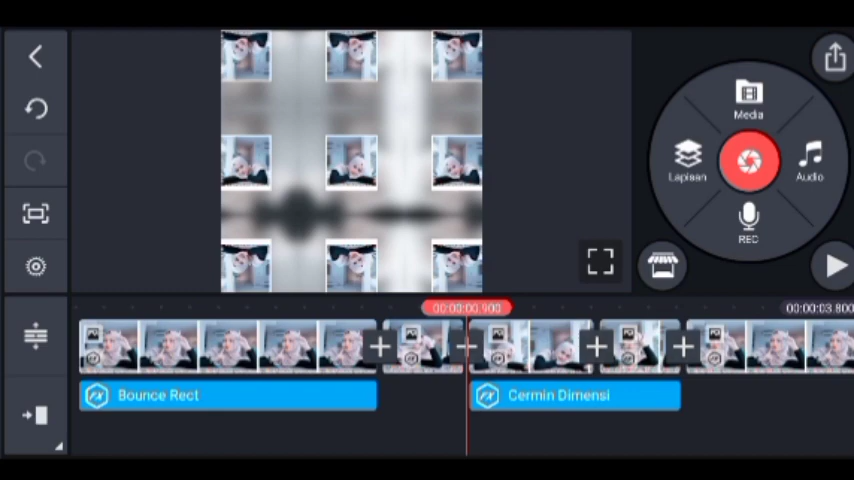 Media
Lapisan
Audio
REC
00:00:00.900
00:00:03.800
Bounce Rect
Cermin Dimensi